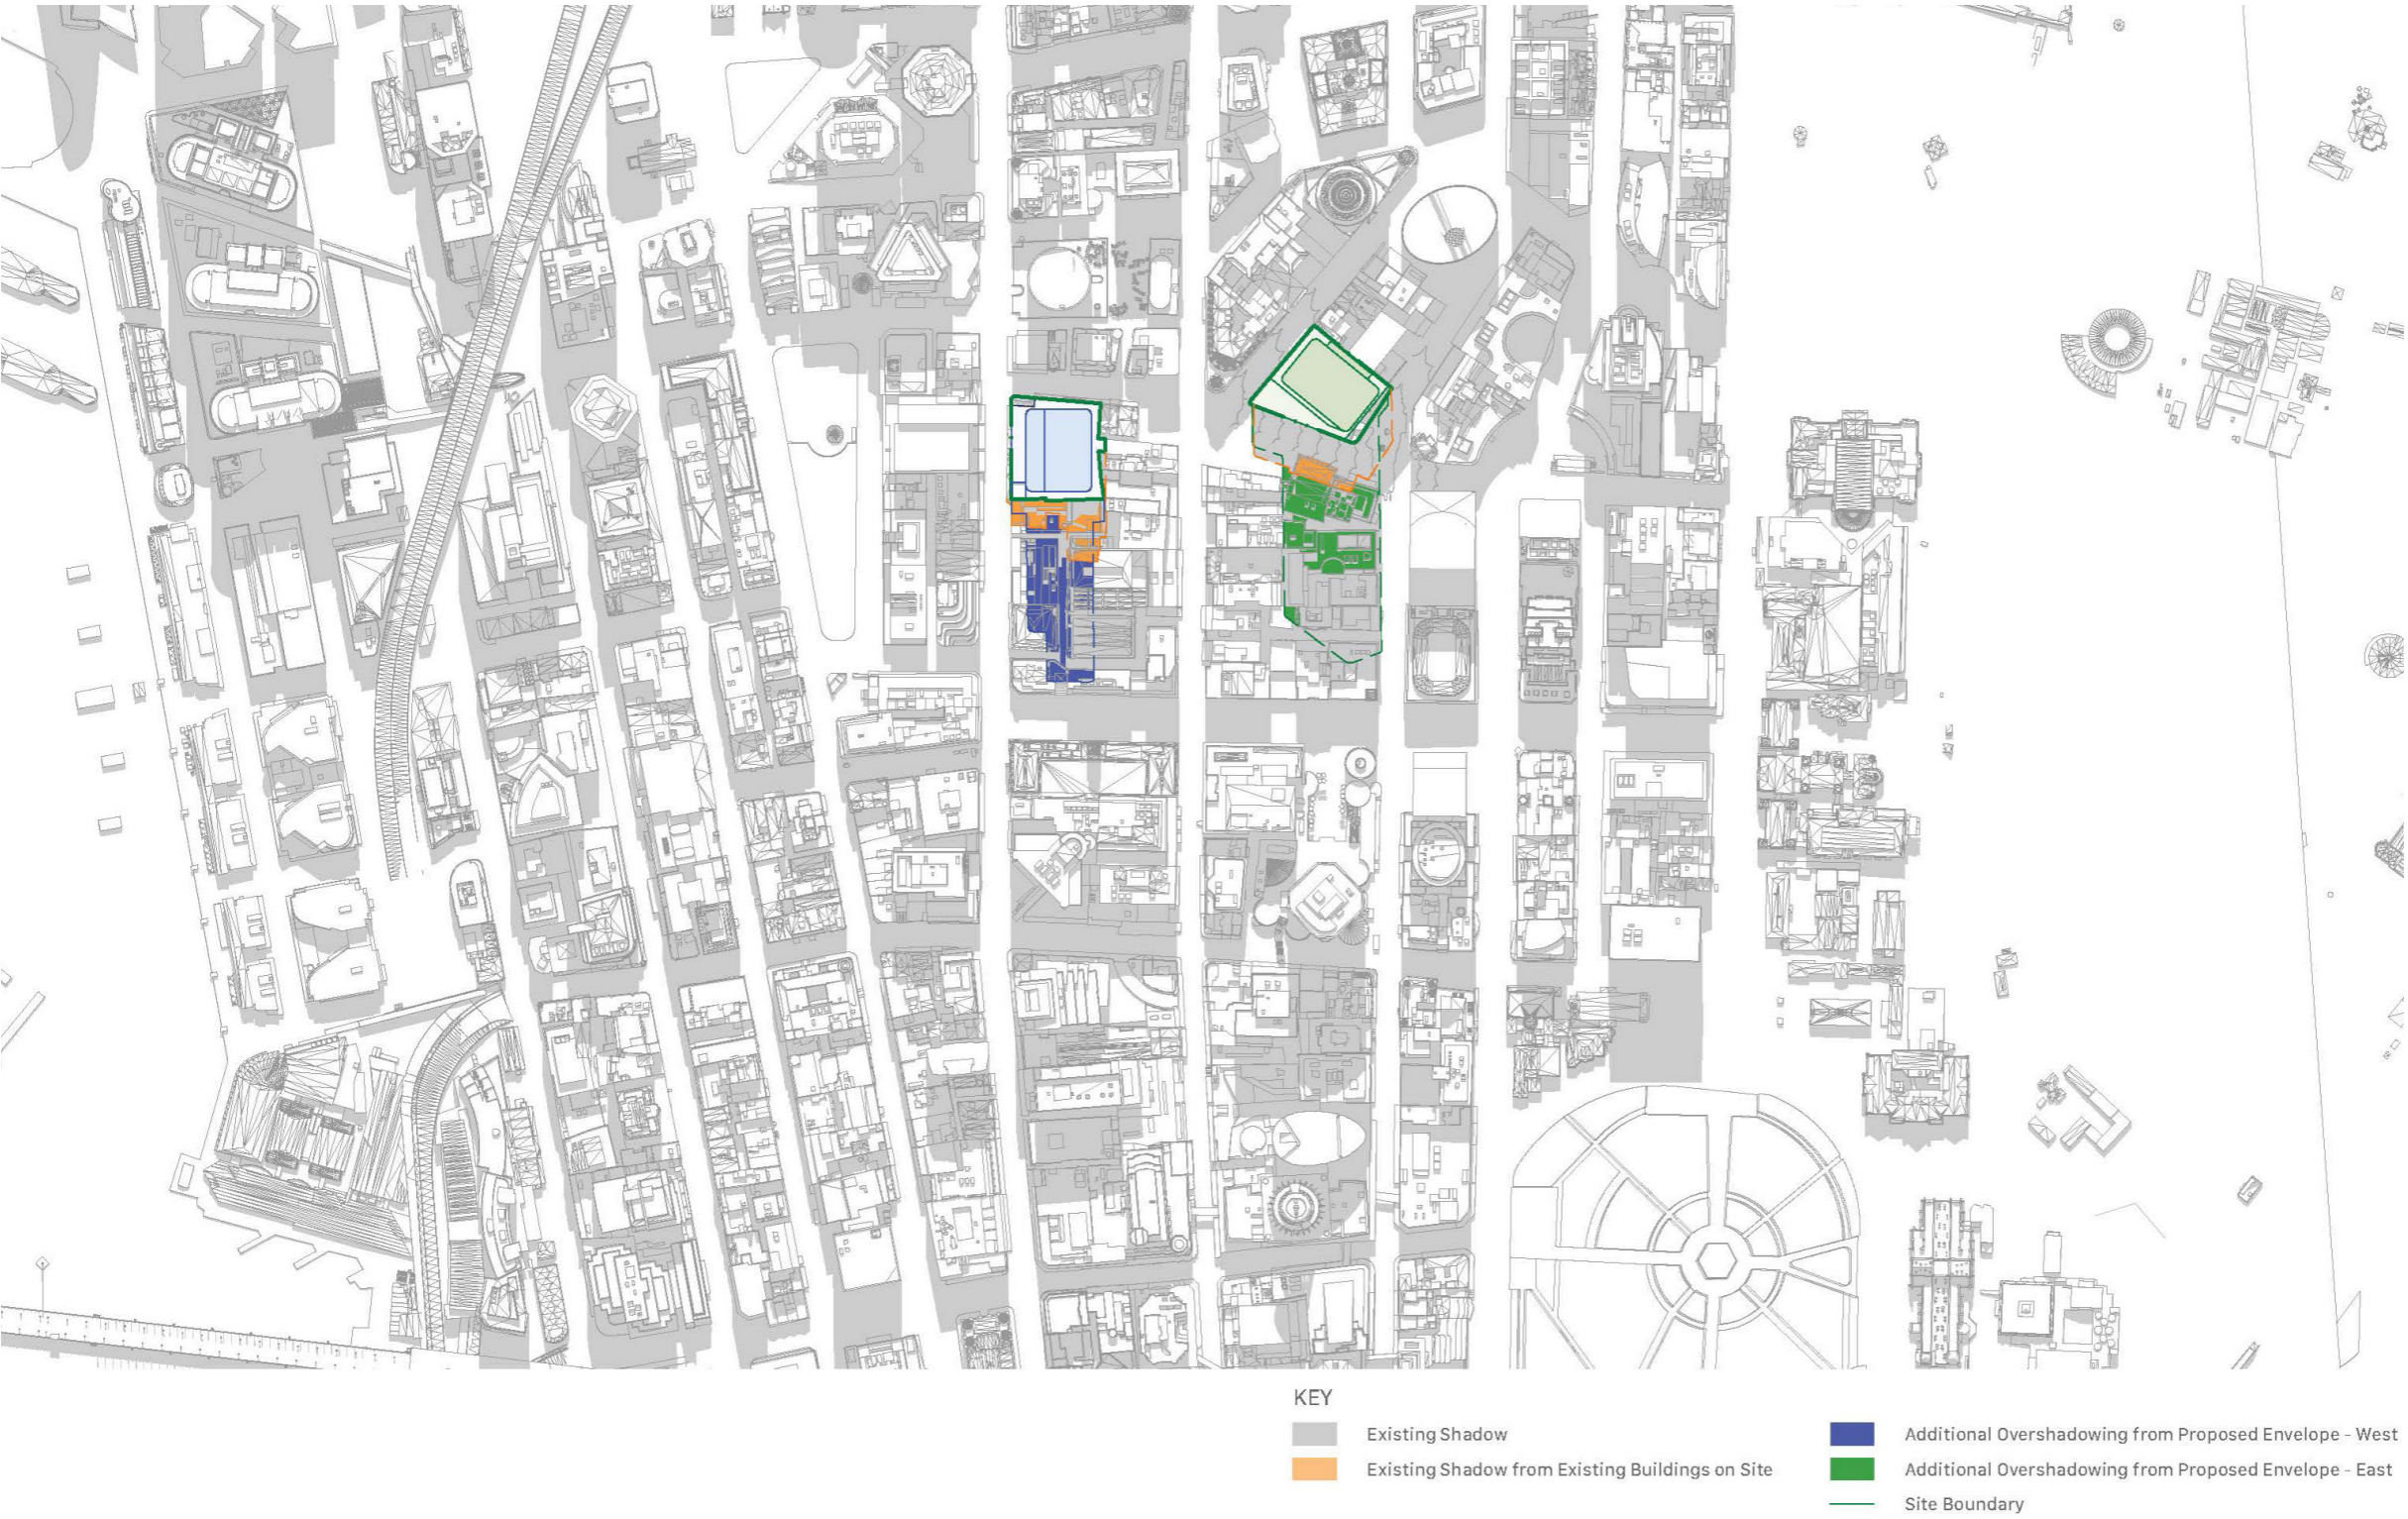 KEY
Existing Shadow
Existing Shadow from Existing Buildings on Site
Additional Overshadowing from Proposed Envelope - West
Additional Overshadowing from Proposed Envelope - East
Site Boundary